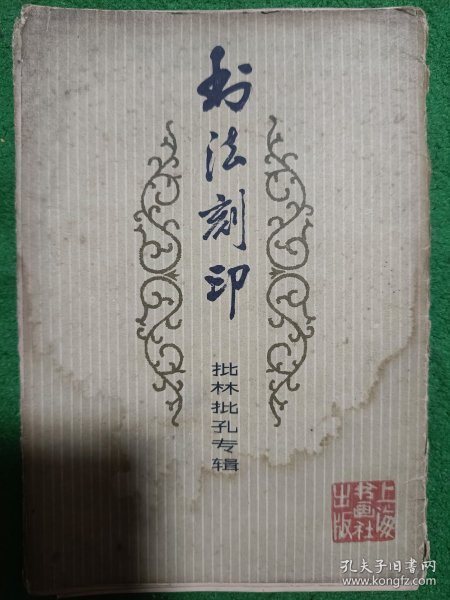 书法刻印
批林批孔专辑
上海
书画社
出版
孔夫子旧书网
www.kongfz.com